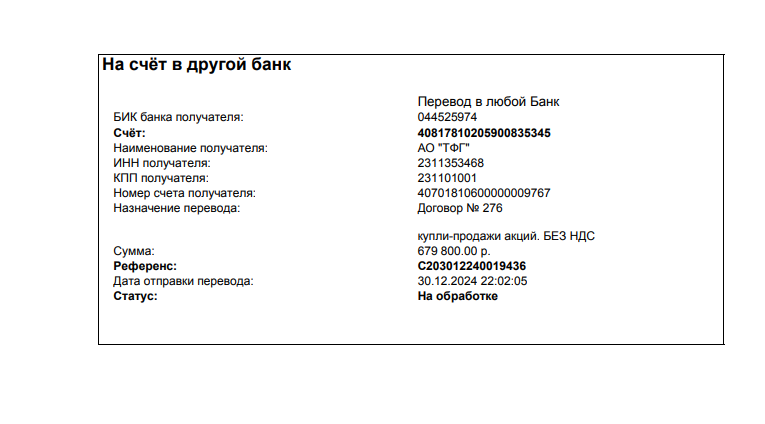 На счёт в другой банк
Перевод в любой Банк
БИК банка получателя: 044525974
Счёт: 40817810205900835345
Наименование получателя: АО "ТФГ"
ИНН получателя: 2311353468
КПП получателя: 231101001
Номер счета получателя: 40701810600000009767
Назначение перевода: Договор № 276
купли-продажи акций. БЕЗ НДС
Сумма: 679 800.00 р.
Референс: C203012240019436
Дата отправки перевода: 30.12.2024 22:02:05
Статус: На обработке